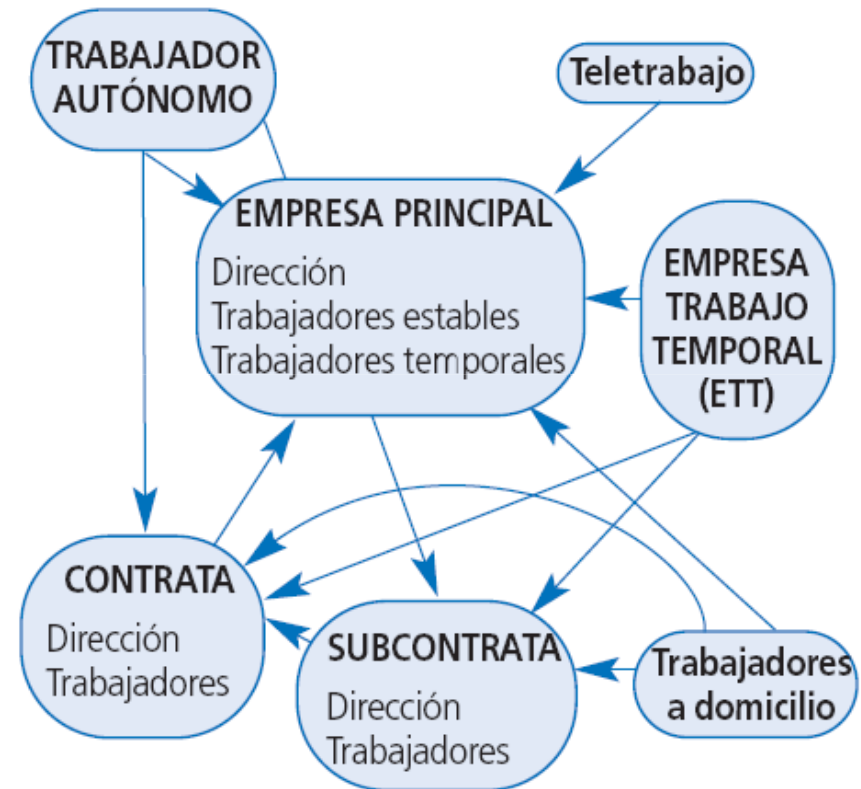 TRABAJADOR
AUTÓNOMO
Teletrabajo
EMPRESA PRINCIPAL
Dirección
Trabajadores estables
Trabajadores temporales
EMPRESA
TRABAJO
TEMPORAL
(ETT)
CONTRATA
Dirección
Trabajadores
SUBCONTRATA
Dirección
Trabajadores
Trabajadores
a domicilio